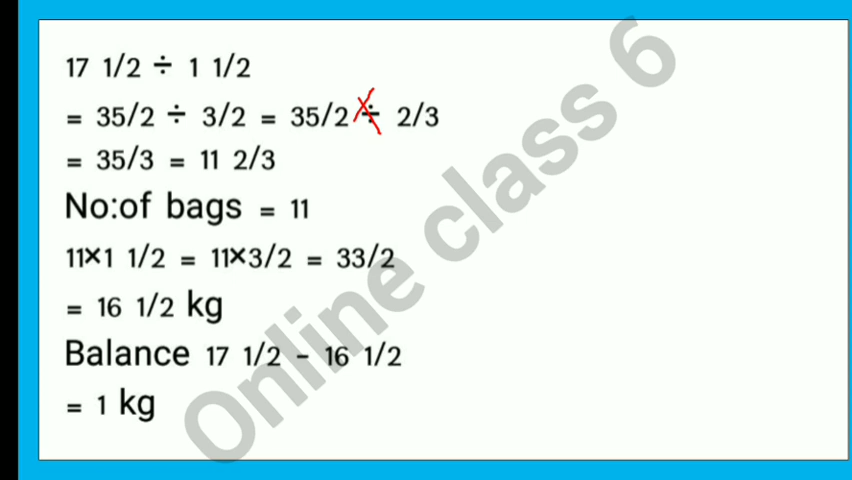 17 1/2 ÷ 1 1/2
= 35/2 ÷ 3/2 = 35/2 ÷ 2/3
= 35/3 = 11 2/3
No:of bags = 11
11×1 1/2 = 11×3/2 = 33/2
= 16 1/2 kg
Balance 17 1/2 - 16 1/2
= 1 kg
Online class 6